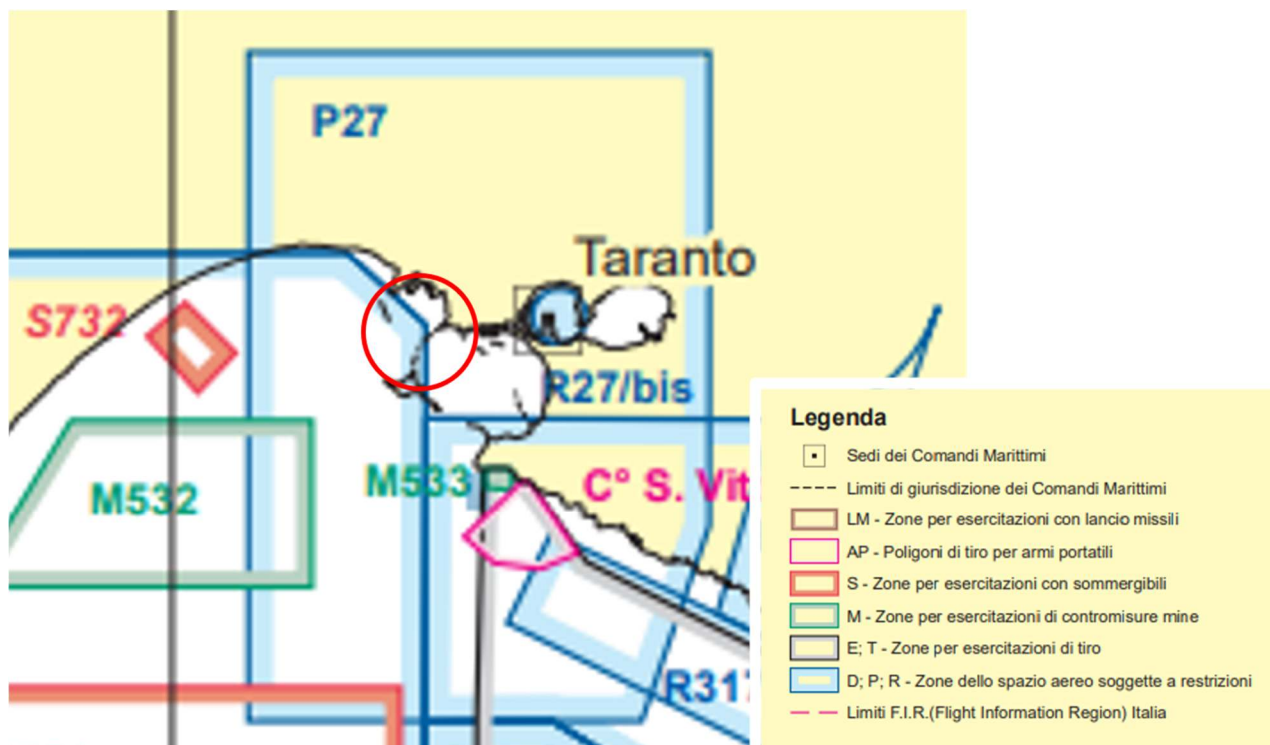 P27
Taranto
S732
R27/bis
M532
M533
C° S. Vit
R317
Legenda
Sedi dei Comandi Marittimi
Limiti di giurisdizione dei Comandi Marittimi
LM - Zone per esercitazioni con lancio missili
AP - Poligoni di tiro per armi portatili
S - Zone per esercitazioni con sommergibili
M - Zone per esercitazioni di contromisure mine
E; T - Zone per esercitazioni di tiro
D; P; R - Zone dello spazio aereo soggette a restrizioni
Limiti F.I.R.(Flight Information Region) Italia